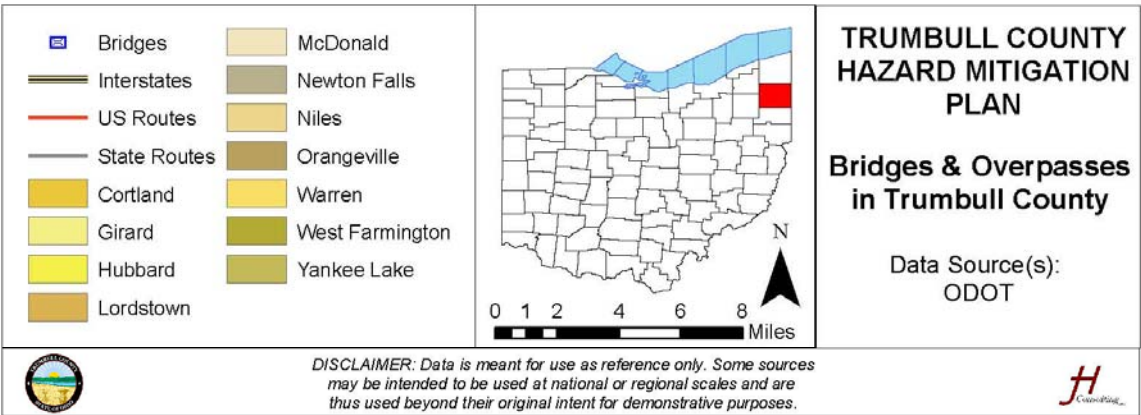 Bridges
Interstates
US Routes
State Routes
Cortland
Girard
Hubbard
Lordstown
McDonald
Newton Falls
Niles
Orangeville
Warren
West Farmington
Yankee Lake
N
0 1 2 4 6 8
Miles
TRUMBULL COUNTY
HAZARD MITIGATION
PLAN
Bridges & Overpasses
in Trumbull County
Data Source(s):
ODOT
DISCLAIMER: Data is meant for use as reference only. Some sources
may be intended to be used at national or regional scales and are
thus used beyond their original intent for demonstrative purposes.
JH
Consulting